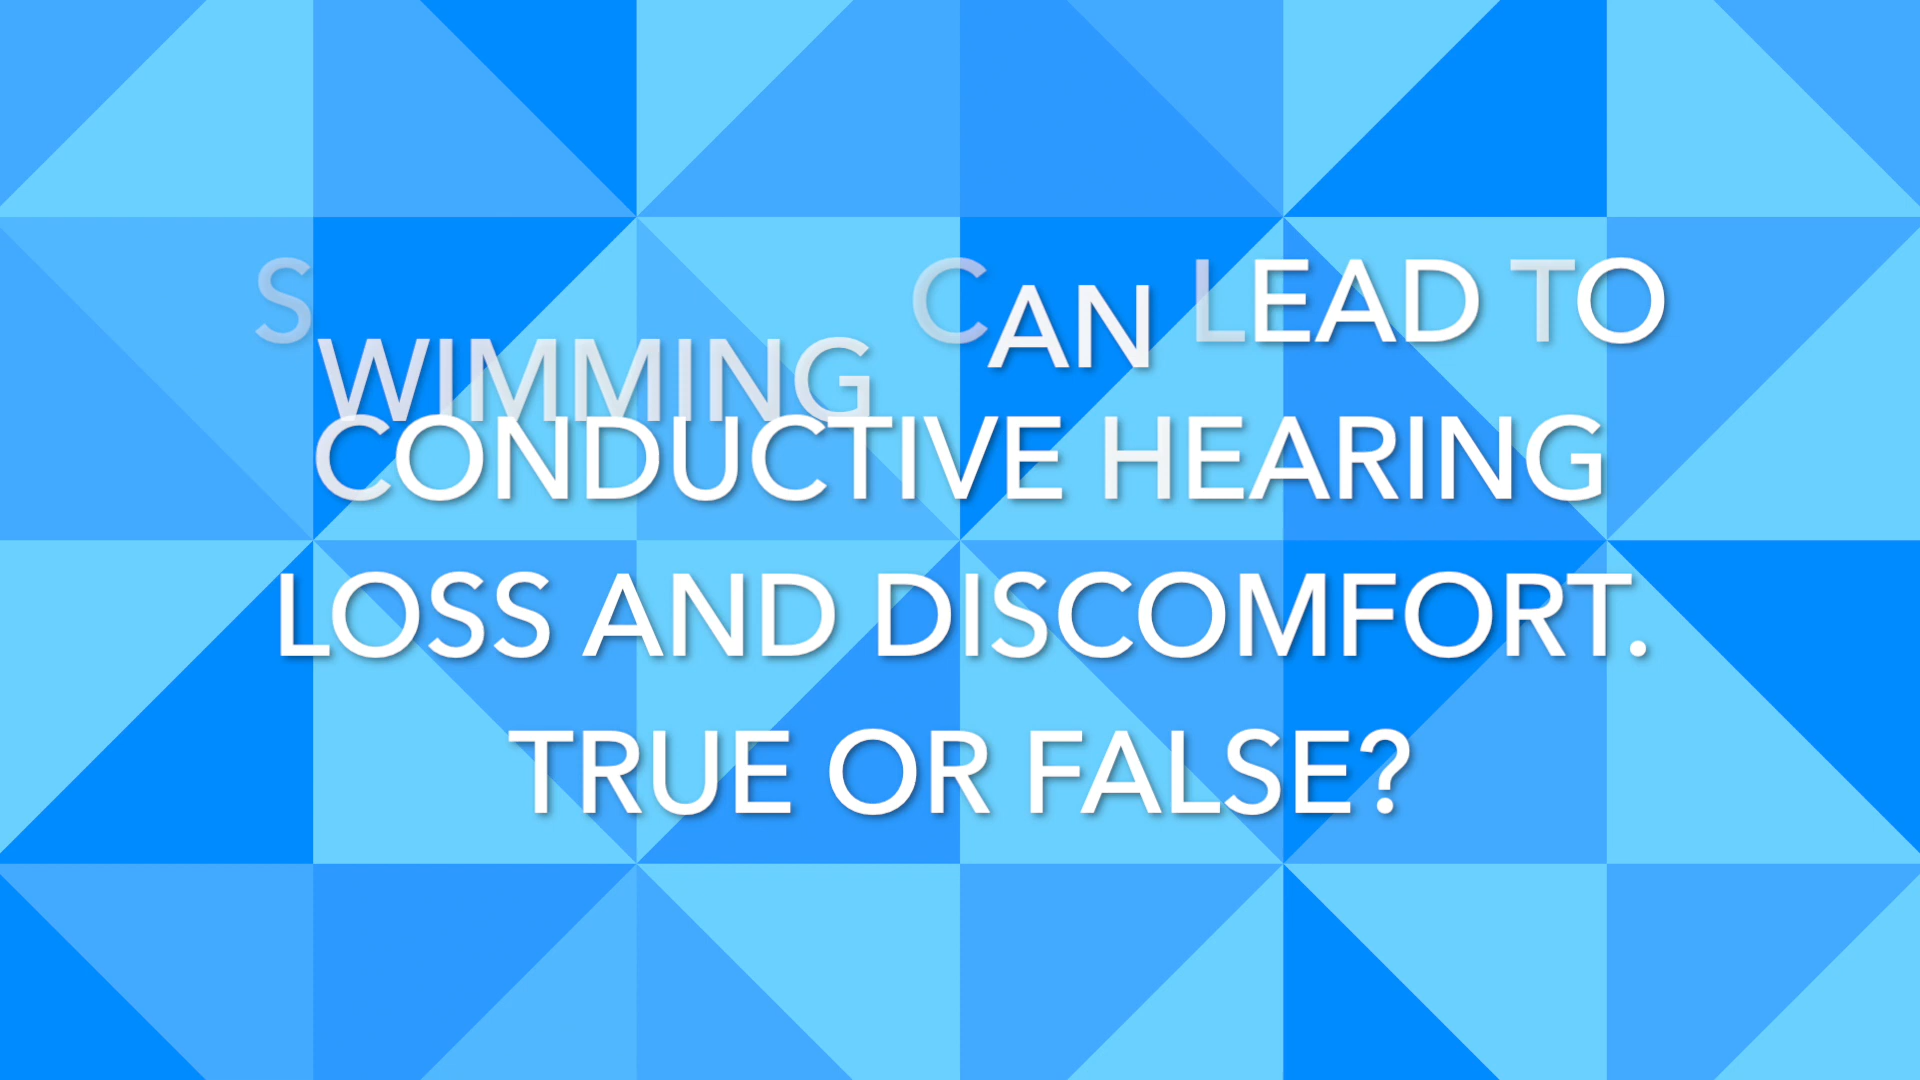 SWIMMING CAN LEAD TO
CONDUCTIVE HEARING
LOSS AND DISCOMFORT.
TRUE OR FALSE?